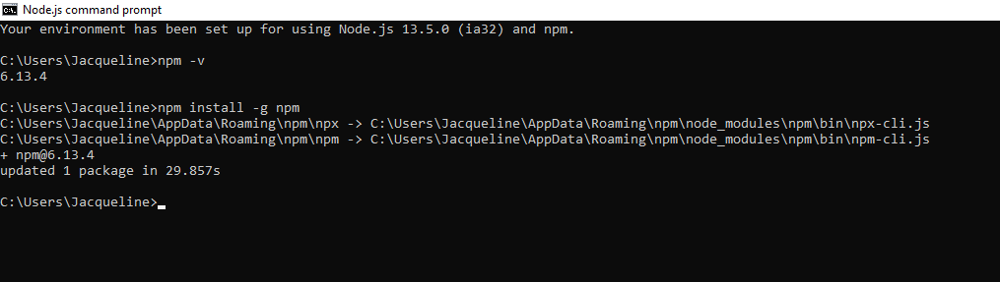 Node.js command prompt
Your environment has been set up for using Node.js 13.5.0 (ia32) and npm.
C:\Users\Jacqueline>npm -v
6.13.4
C:\Users\Jacqueline>npm install -g npm
C:\Users\Jacqueline\AppData\Roaming\npm\npx -> C:\Users\Jacqueline\AppData\Roaming\npm\node_modules\npm\bin\npx-cli.js
C:\Users\Jacqueline\AppData\Roaming\npm\npm -> C:\Users\Jacqueline\AppData\Roaming\npm\node_modules\npm\bin\npm-cli.js
+ npm@6.13.4
updated 1 package in 29.857s
C:\Users\Jacqueline>